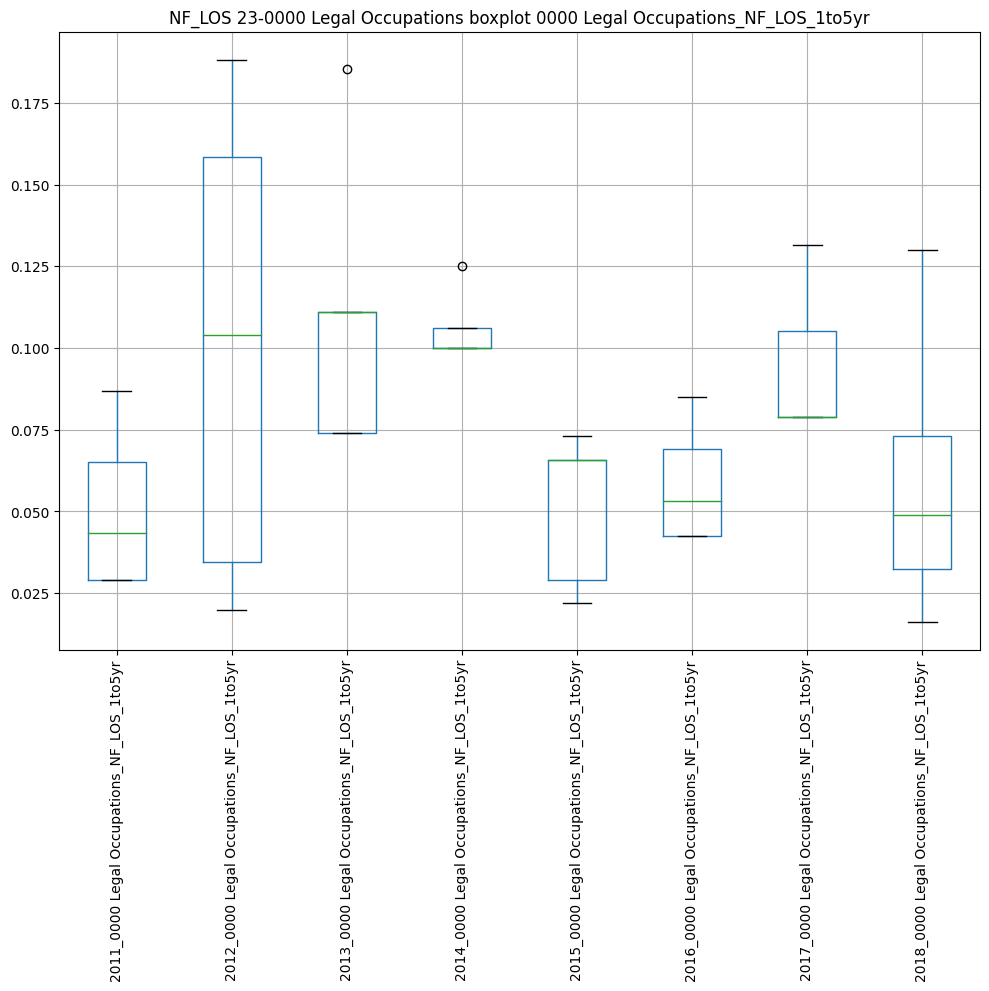 NF_LOS 23-0000 Legal Occupations boxplot 0000 Legal Occupations_NF_LOS_1to5yr
0.175
0.150
0.125
0.100
0.075
0.050
0.025
2011_0000 Legal Occupations_NF_LOS_1to5yr
2012_0000 Legal Occupations_NF_LOS_1to5yr
2013_0000 Legal Occupations_NF_LOS_1to5yr
2014_0000 Legal Occupations_NF_LOS_1to5yr
2015_0000 Legal Occupations_NF_LOS_1to5yr
2016_0000 Legal Occupations_NF_LOS_1to5yr
2017_0000 Legal Occupations_NF_LOS_1to5yr
2018_0000 Legal Occupations_NF_LOS_1to5yr